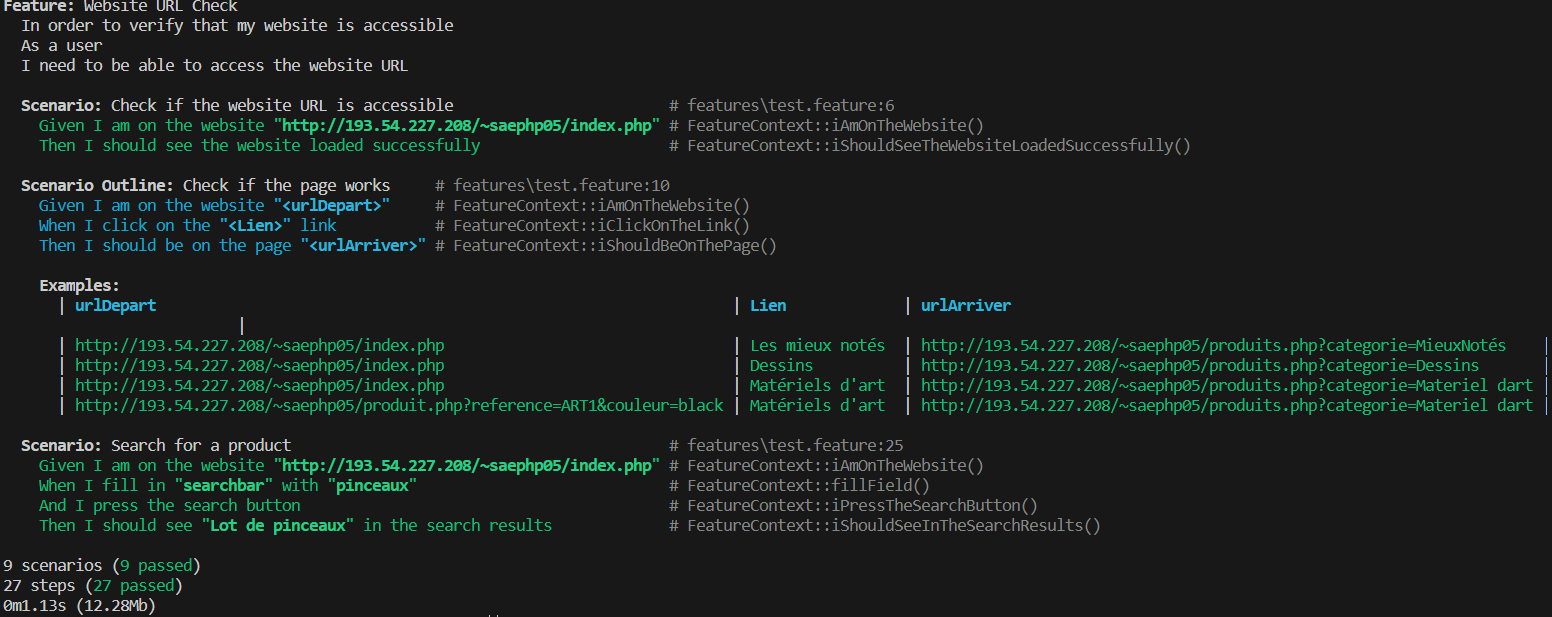 Feature: Website URL Check
In order to verify that my website is accessible
As a user
I need to be able to access the website URL
Scenario: Check if the website URL is accessible # features\test.feature:6
Given I am on the website "http://193.54.227.208/~saephp05/index.php" # FeatureContext::iAmOnTheWebsite()
Then I should see the website loaded successfully # FeatureContext::iShouldSeeTheWebsiteLoadedSuccessfully()
Scenario Outline: Check if the page works # features\test.feature:10
Given I am on the website "<urlDepart>" # FeatureContext::iAmOnTheWebsite()
When I click on the "<Lien>" link # FeatureContext::iClickOnTheLink()
Then I should be on the page "<urlArriver>" # FeatureContext::iShouldBeOnThePage()
Examples:
| urlDepart | Lien | urlArriver
|
| http://193.54.227.208/~saephp05/index.php | Les mieux notés | http://193.54.227.208/~saephp05/produits.php?categorie=MieuxNotés |
| http://193.54.227.208/~saephp05/index.php | Dessins | http://193.54.227.208/~saephp05/produits.php?categorie=Dessins |
| http://193.54.227.208/~saephp05/index.php | Matériels d'art | http://193.54.227.208/~saephp05/produits.php?categorie=Materiel dart |
| http://193.54.227.208/~saephp05/produit.php?reference=ART1&couleur=black | Matériels d'art | http://193.54.227.208/~saephp05/produits.php?categorie=Materiel dart |
Scenario: Search for a product # features\test.feature:25
Given I am on the website "http://193.54.227.208/~saephp05/index.php" # FeatureContext::iAmOnTheWebsite()
When I fill in "searchbar" with "pinceaux" # FeatureContext::fillField()
And I press the search button # FeatureContext::iPressTheSearchButton()
Then I should see "Lot de pinceaux" in the search results # FeatureContext::iShouldSeeInTheSearchResults()
9 scenarios (9 passed)
27 steps (27 passed)
0m1.13s (12.28Mb)